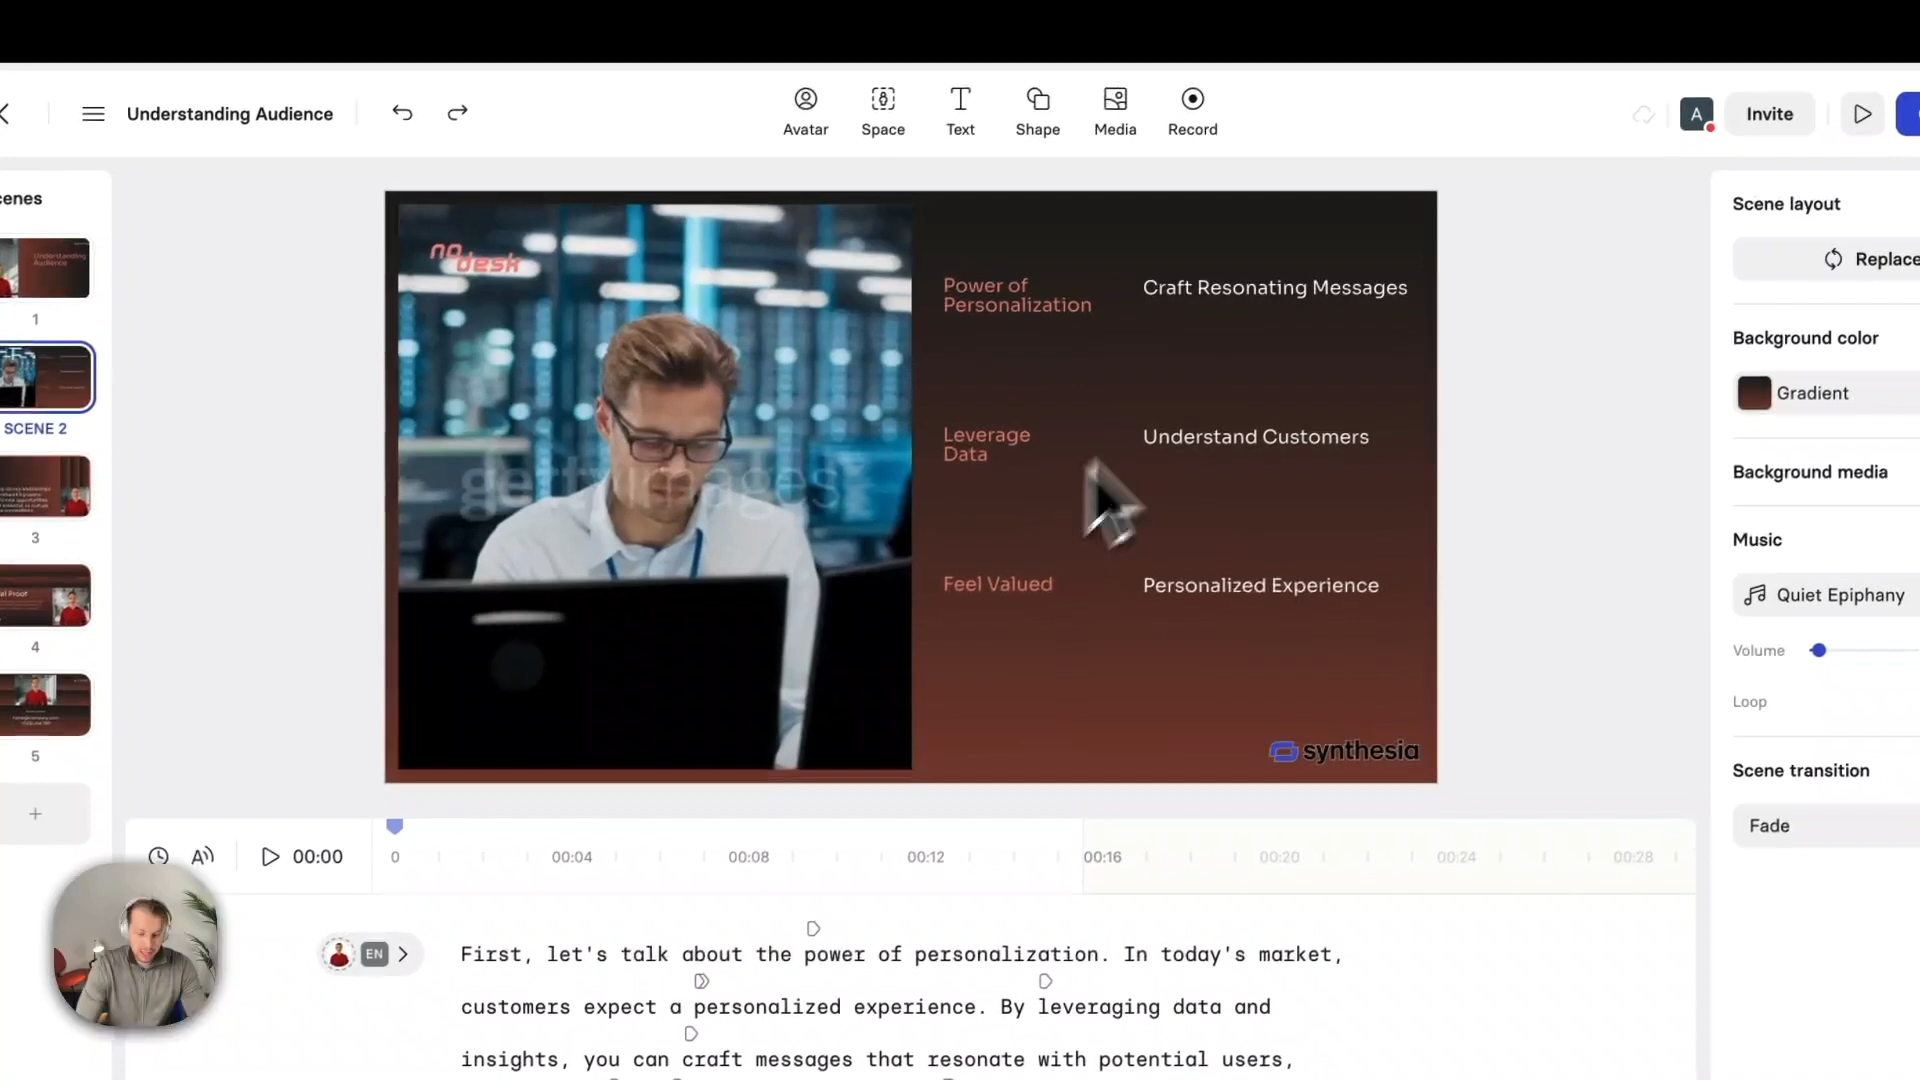 Understanding Audience
Avatar
Space
Text
Shape
Media
Record
A
Invite
enes
1
SCENE 2
3
4
5
+
no
desk
gettyimages
Power of
Personalization
Craft Resonating Messages
Leverage
Data
Understand Customers
Feel Valued
Personalized Experience
synthesia
Scene layout
Replace
Background color
Gradient
Background media
Music
Quiet Epiphany
Volume
Loop
Scene transition
Fade
00:00
0
00:04
00:08
00:12
00:16
00:20
00:24
00:28
EN
First, let's talk about the power of personalization. In today's market,
customers expect a personalized experience. By leveraging data and
insights, you can craft messages that resonate with potential users,